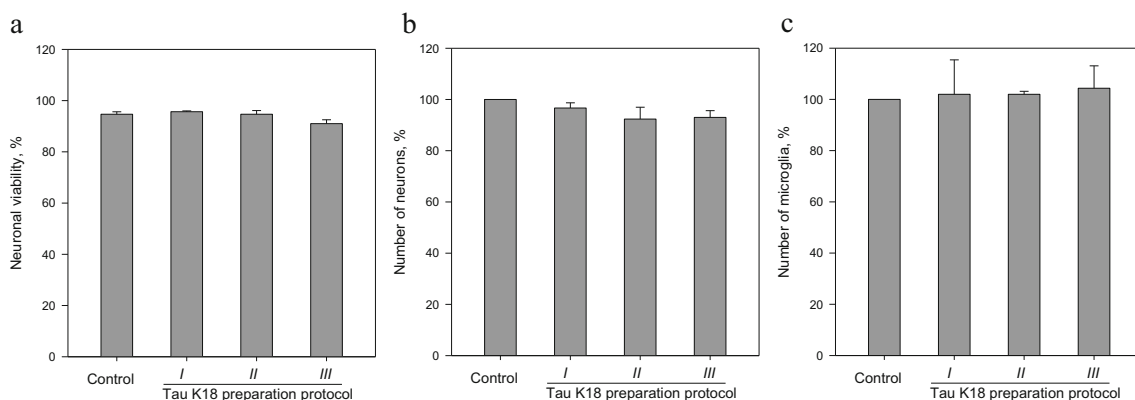 a
120
100
80
60
40
20
0
Neuronal viability, %
Control
I
II
III
Tau K18 preparation protocol
b
120
100
80
60
40
20
0
Number of neurons, %
Control
I
II
III
Tau K18 preparation protocol
c
120
100
80
60
40
20
0
Number of microglia, %
Control
I
II
III
Tau K18 preparation protocol